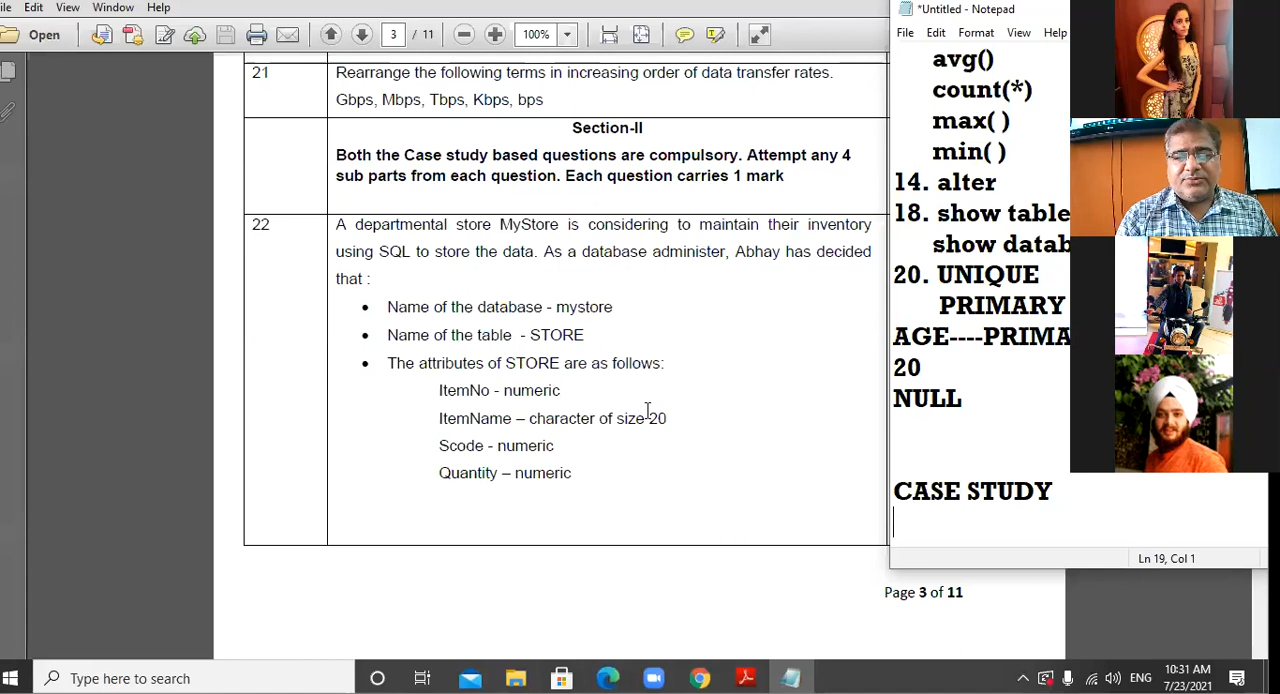 ile Edit View Window Help
Open 3 / 11 100%
21 Rearrange the following terms in increasing order of data transfer rates.
Gbps, Mbps, Tbps, Kbps, bps
Section-II
Both the Case study based questions are compulsory. Attempt any 4
sub parts from each question. Each question carries 1 mark
22 A departmental store MyStore is considering to maintain their inventory
using SQL to store the data. As a database administer, Abhay has decided
that :
• Name of the database - mystore
• Name of the table - STORE
• The attributes of STORE are as follows:
ItemNo - numeric
ItemName – character of size 20
Scode - numeric
Quantity – numeric
Page 3 of 11
*Untitled - Notepad
File Edit Format View Help
avg()
count(*)
max( )
min( )
14. alter
18. show table
show datab
20. UNIQUE
PRIMARY
AGE----PRIMA
20
NULL
CASE STUDY
Ln 19, Col 1
Type here to search
ENG
10:31 AM
7/23/2021